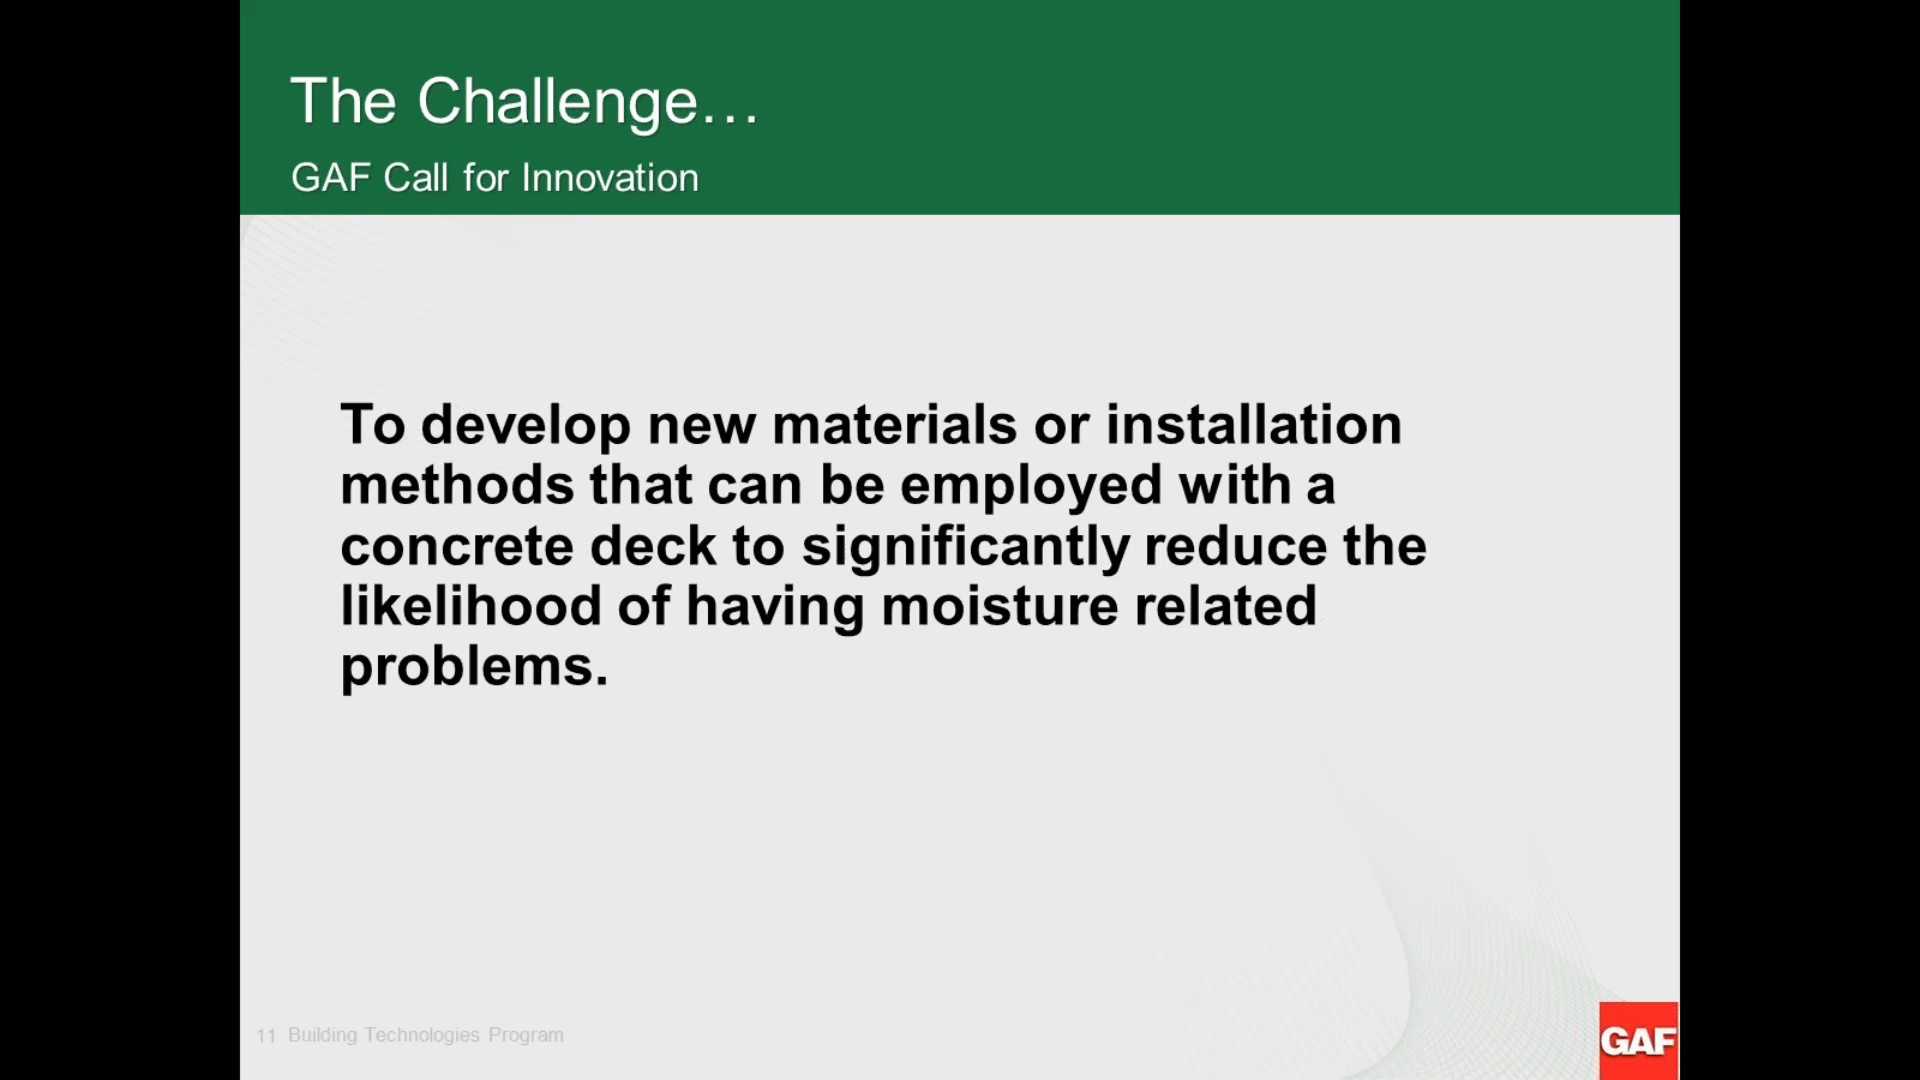 The Challenge…
GAF Call for Innovation
To develop new materials or installation
methods that can be employed with a
concrete deck to significantly reduce the
likelihood of having moisture related
problems.
11 Building Technologies Program
GAF